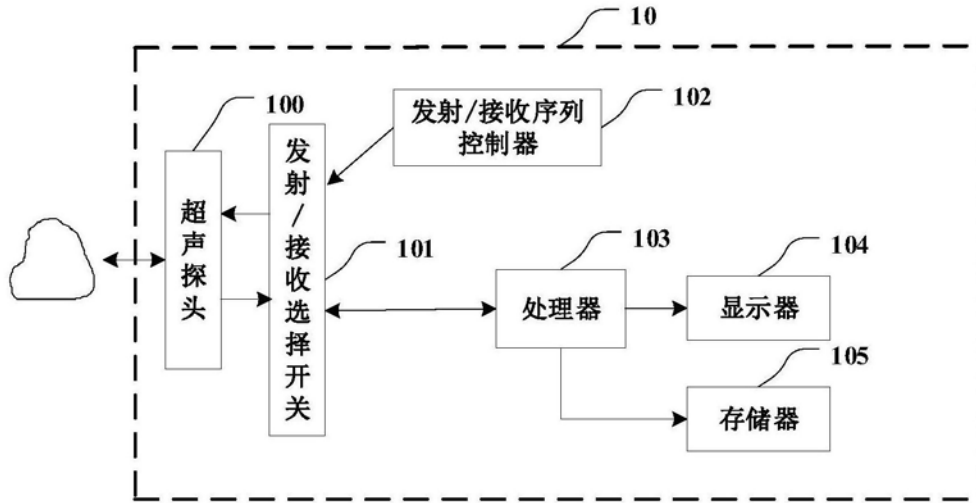 10
100
102
发射/接收序列
控制器
发射/接收选择开关
超声探头
101
103
104
处理器
显示器
105
存储器